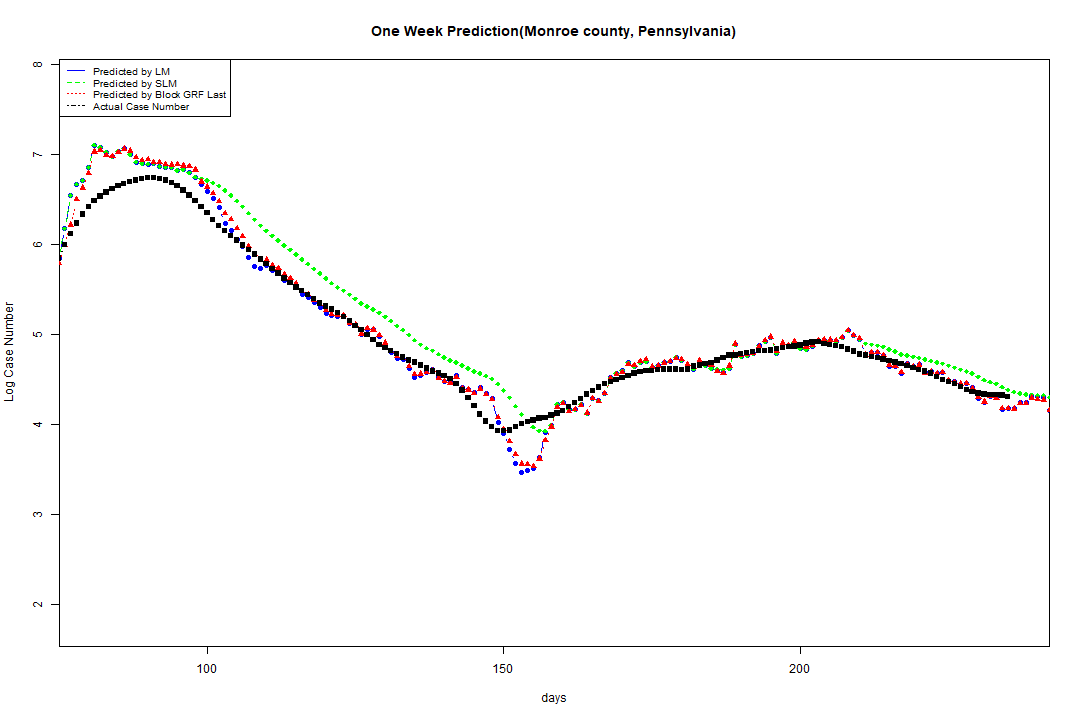 One Week Prediction(Monroe county, Pennsylvania)
Predicted by LM
Predicted by SLM
Predicted by Block GRF Last
Actual Case Number
8
7
6
5
4
3
2
Log Case Number
100 150 200
days